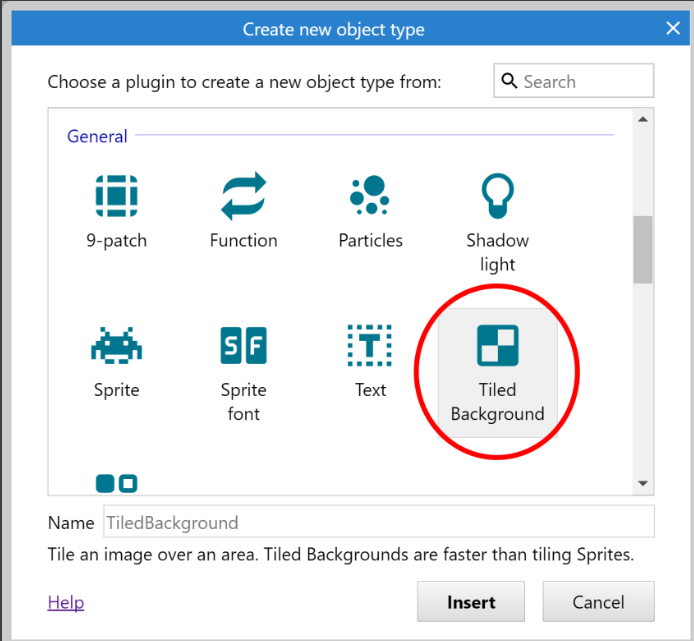 Create new object type
Choose a plugin to create a new object type from:
Search
General
9-patch
Function
Particles
Shadow
light
Sprite
Sprite
font
Text
Tiled
Background
Name
TiledBackground
Tile an image over an area. Tiled Backgrounds are faster than tiling Sprites.
Help
Insert
Cancel